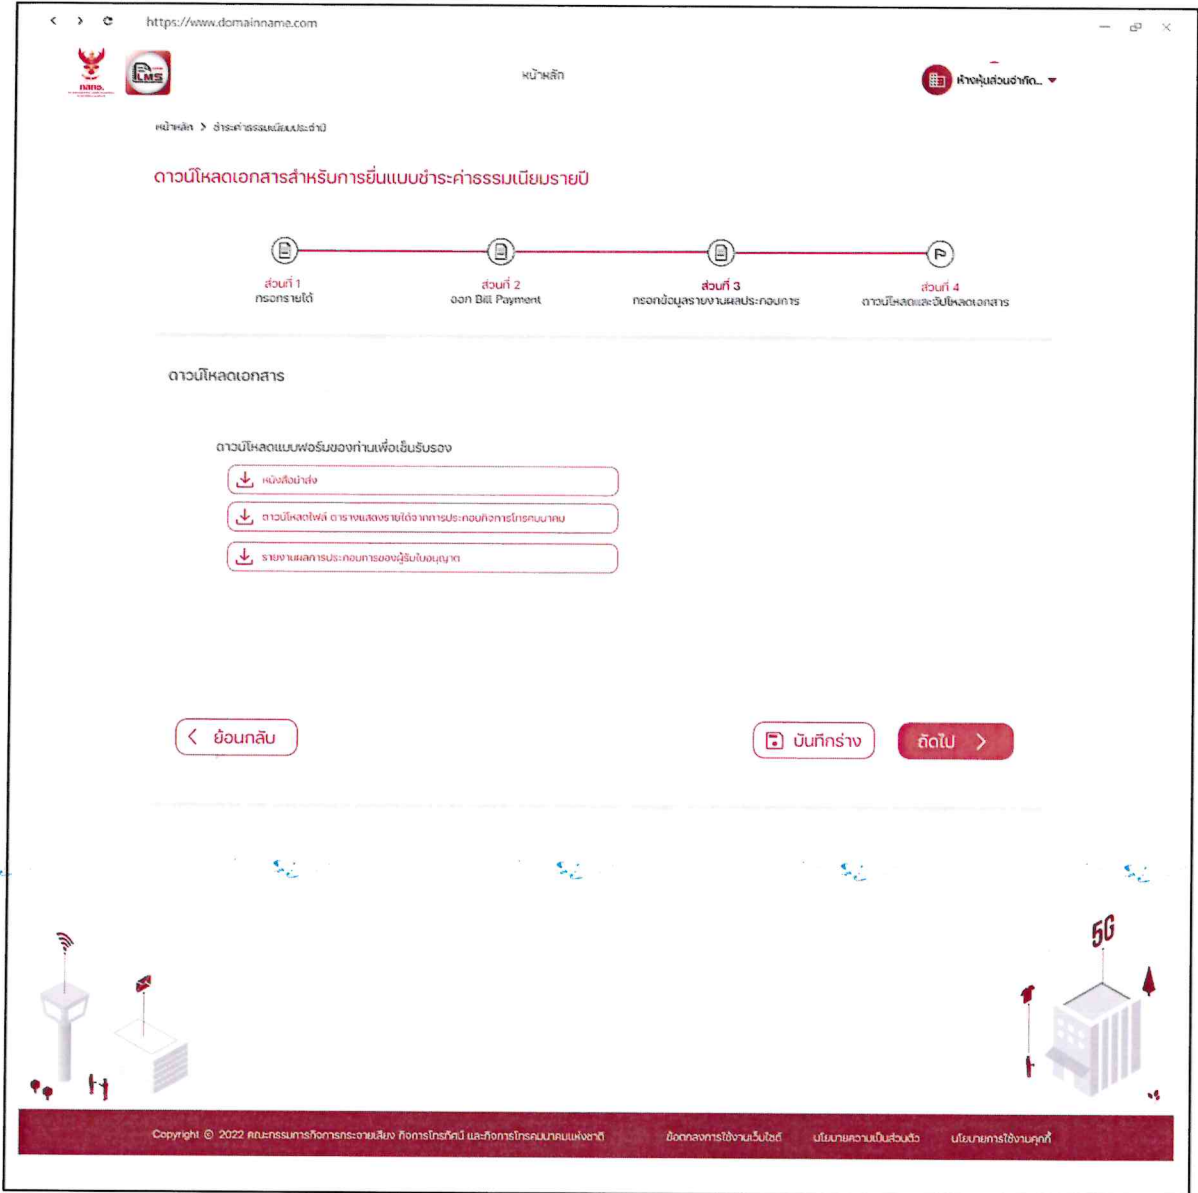 https://www.domainname.com
กสทช.
LMS
หน้าหลัก
ห้างหุ้นส่วนจำกัด...
หน้าหลัก > ชำระค่าธรรมเนียมประจำปี
ดาวน์โหลดเอกสารสำหรับการยื่นแบบชำระค่าธรรมเนียมรายปี
ส่วนที่ 1
กรอกรายได้
ส่วนที่ 2
ออก Bill Payment
ส่วนที่ 3
กรอกข้อมูลรายงานผลประกอบการ
ส่วนที่ 4
ดาวน์โหลดและอัปโหลดเอกสาร
ดาวน์โหลดเอกสาร
ดาวน์โหลดแบบฟอร์มของท่านเพื่อเซ็นรับรอง
หนังสือนำส่ง
ดาวน์โหลดไฟล์ ตารางแสดงรายได้จากการประกอบกิจการโทรคมนาคม
รายงานผลการประกอบการของผู้รับใบอนุญาต
ย้อนกลับ
บันทึกร่าง
ถัดไป
5G
Copyright © 2022 คณะกรรมการกิจการกระจายเสียง กิจการโทรทัศน์ และกิจการโทรคมนาคมแห่งชาติ
ข้อตกลงการใช้งานเว็บไซต์
นโยบายความเป็นส่วนตัว
นโยบายการใช้งานคุกกี้